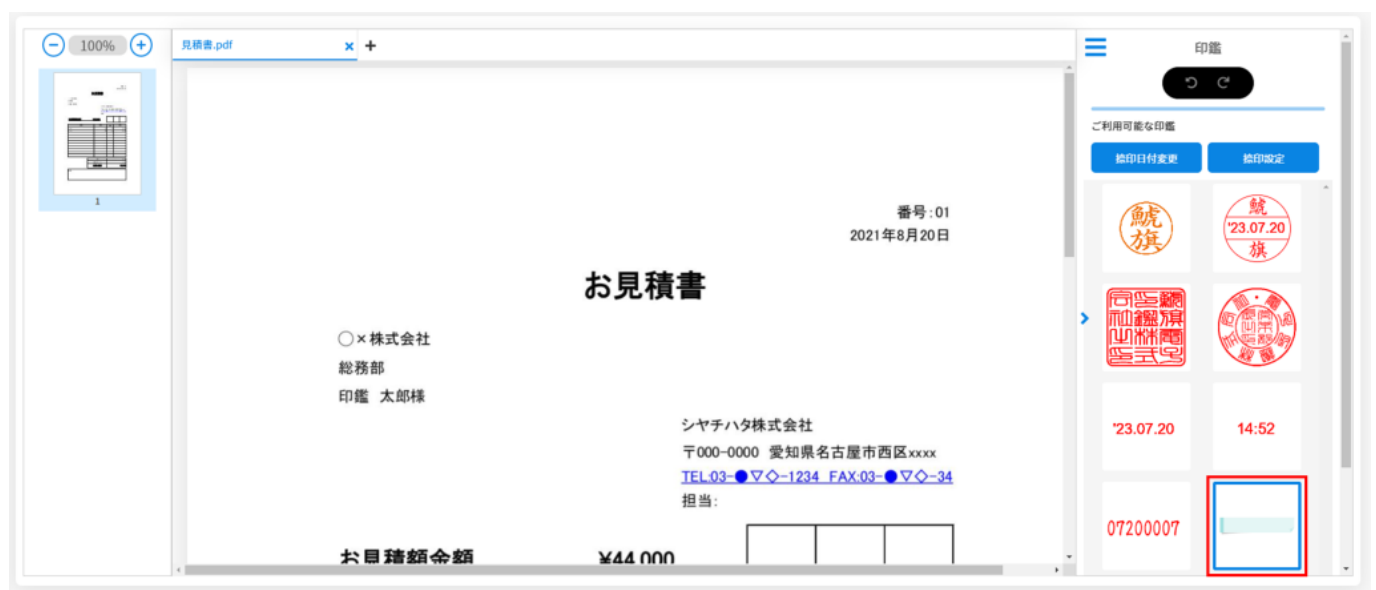 100%
見積書.pdf
1
番号:01
2021年8月20日
お見積書
○×株式会社
総務部
印鑑 太郎様
シヤチハタ株式会社
〒000-0000 愛知県名古屋市西区xxxx
TEL:03-●▽◇-1234 FAX:03-●▽◇-34
担当:
お見積額金額 ¥44,000
印鑑
ご利用可能な印鑑
捺印日付変更 捺印設定
鯱旗
鯱
'23.07.20
旗
'23.07.20 14:52
07200007